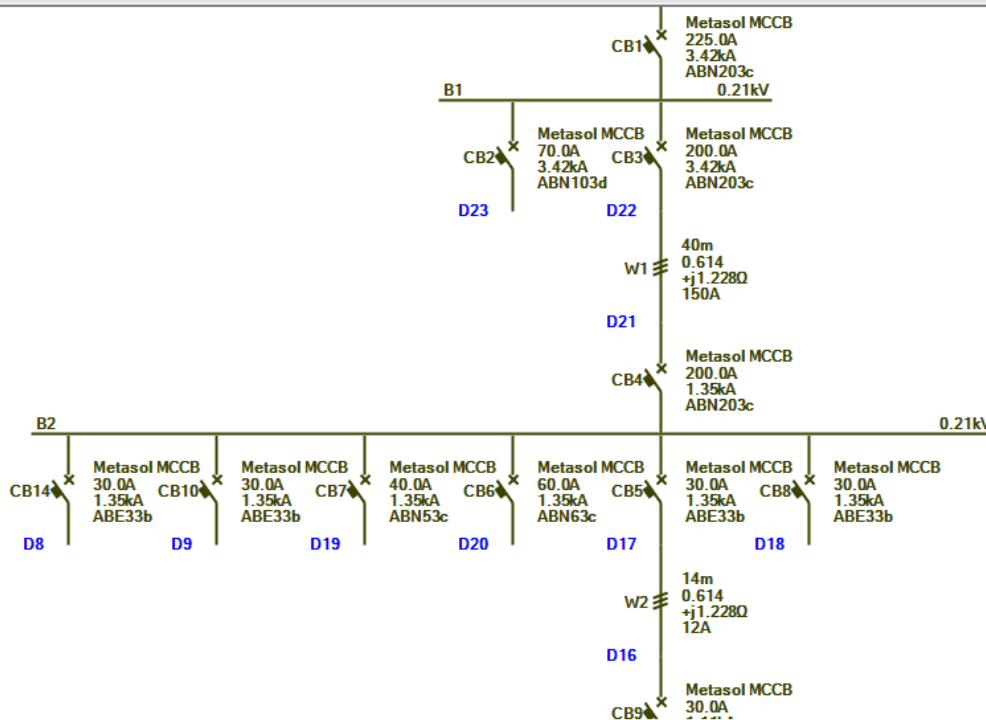 Metasol MCCB
CB1
225.0A
3.42kA
ABN203c
B1
0.21kV
Metasol MCCB
CB2
70.0A
3.42kA
ABN103d
D23
Metasol MCCB
CB3
200.0A
3.42kA
ABN203c
D22
40m
W1
0.614
+j1.228Ω
150A
D21
Metasol MCCB
CB4
200.0A
1.35kA
ABN203c
B2
0.21kV
Metasol MCCB
CB14
30.0A
1.35kA
ABE33b
D8
Metasol MCCB
CB10
30.0A
1.35kA
ABE33b
D9
Metasol MCCB
CB7
40.0A
1.35kA
ABN53c
D19
Metasol MCCB
CB6
60.0A
1.35kA
ABN63c
D20
Metasol MCCB
CB5
30.0A
1.35kA
ABE33b
D17
Metasol MCCB
CB8
30.0A
1.35kA
ABE33b
D18
14m
W2
0.614
+j1.228Ω
12A
D16
Metasol MCCB
CB9
30.0A